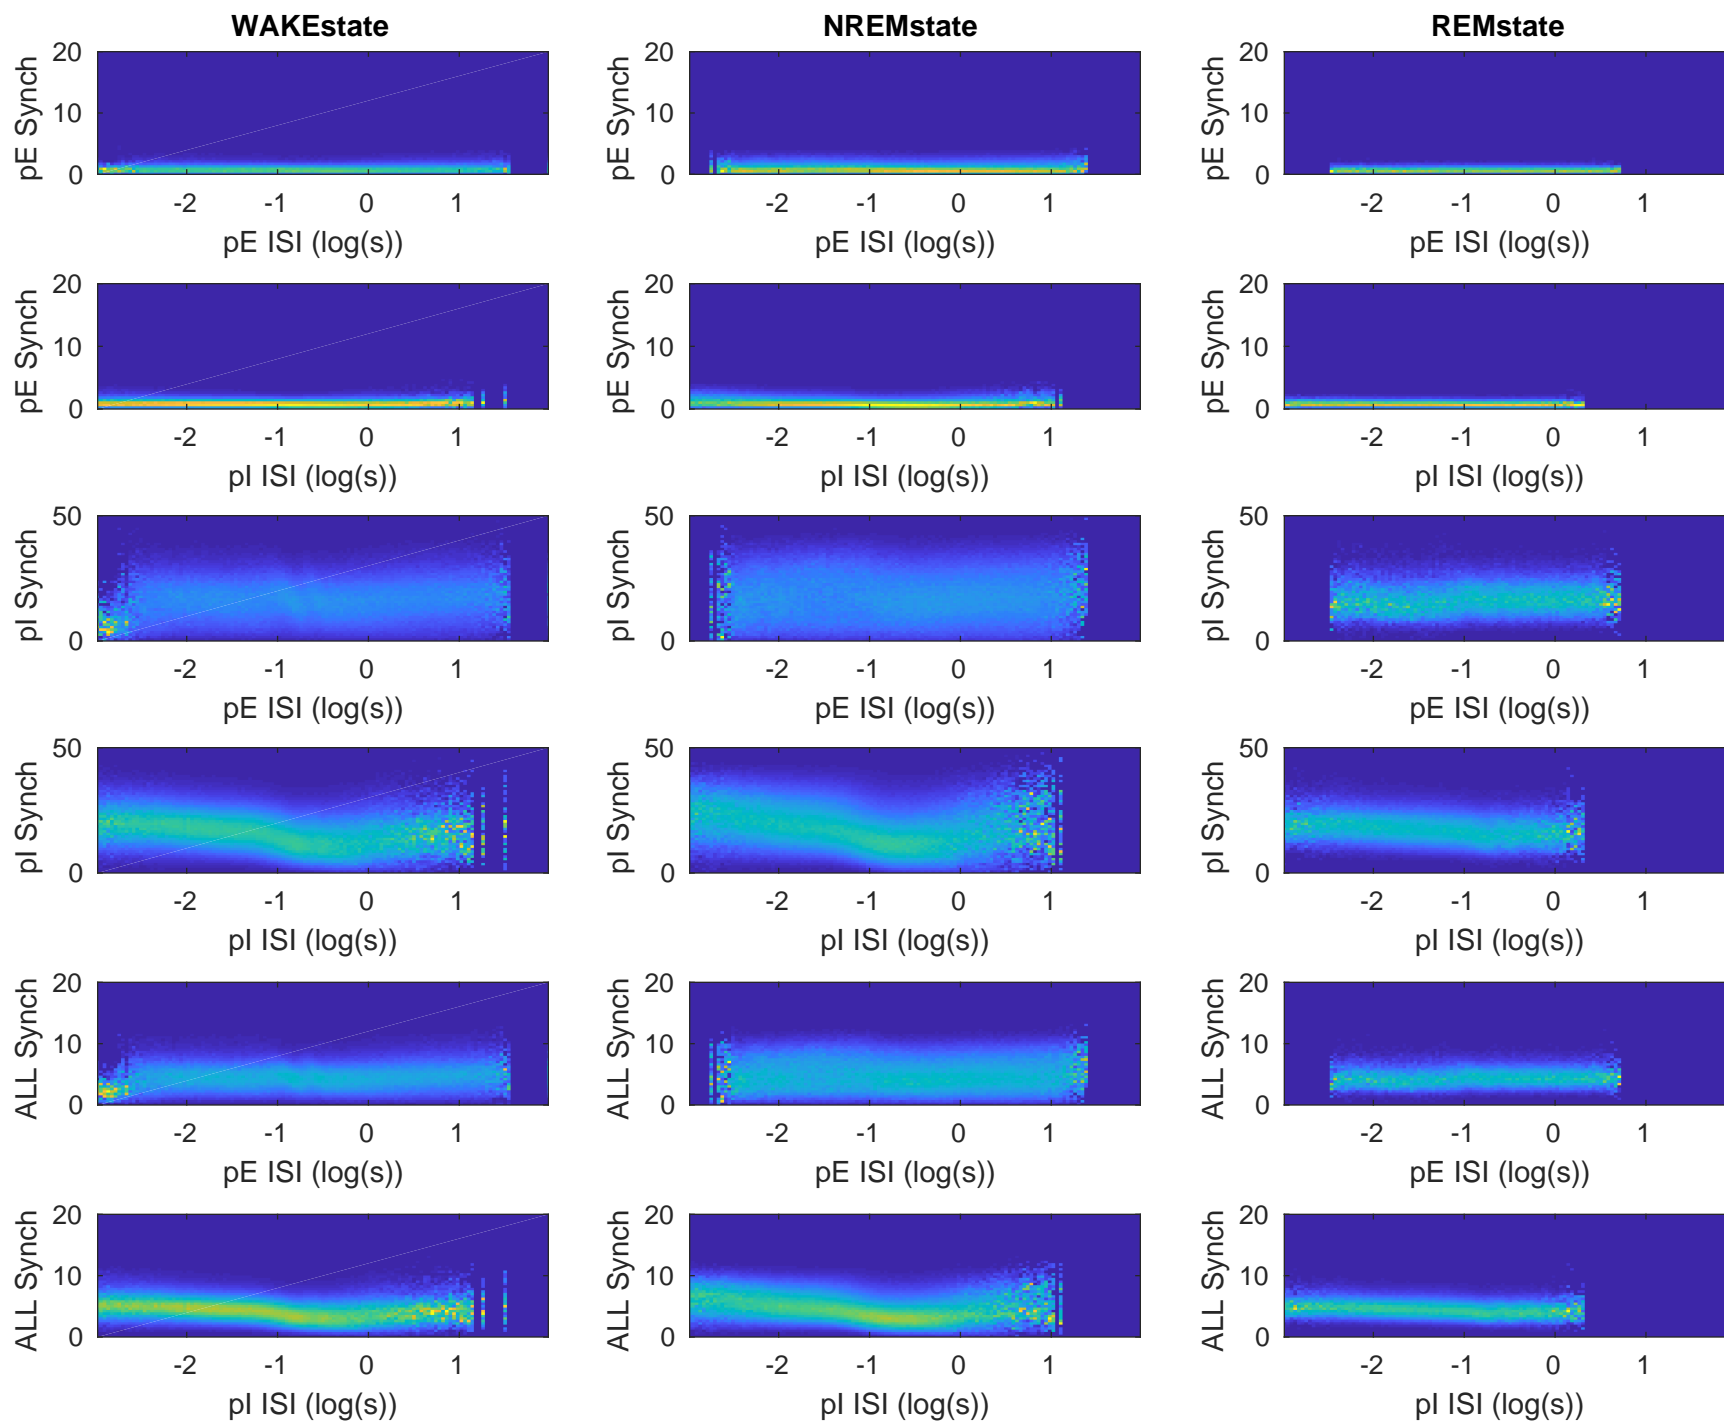 WAKEstate NREMstate REMstate
20 20 20
pE Synch pE Synch pE Synch
10 10 10
0 0 0
-2 -1 0 1 -2 -1 0 1 -2 -1 0 1
pE ISI (log(s)) pE ISI (log(s)) pE ISI (log(s))
20 20 20
pE Synch pE Synch pE Synch
10 10 10
0 0 0
-2 -1 0 1 -2 -1 0 1 -2 -1 0 1
pI ISI (log(s)) pI ISI (log(s)) pI ISI (log(s))
50 50 50
pI Synch pI Synch pI Synch
0 0 0
-2 -1 0 1 -2 -1 0 1 -2 -1 0 1
pE ISI (log(s)) pE ISI (log(s)) pE ISI (log(s))
50 50 50
pI Synch pI Synch pI Synch
0 0 0
-2 -1 0 1 -2 -1 0 1 -2 -1 0 1
pI ISI (log(s)) pI ISI (log(s)) pI ISI (log(s))
20 20 20
ALL Synch ALL Synch ALL Synch
10 10 10
0 0 0
-2 -1 0 1 -2 -1 0 1 -2 -1 0 1
pE ISI (log(s)) pE ISI (log(s)) pE ISI (log(s))
20 20 20
ALL Synch ALL Synch ALL Synch
10 10 10
0 0 0
-2 -1 0 1 -2 -1 0 1 -2 -1 0 1
pI ISI (log(s)) pI ISI (log(s)) pI ISI (log(s))